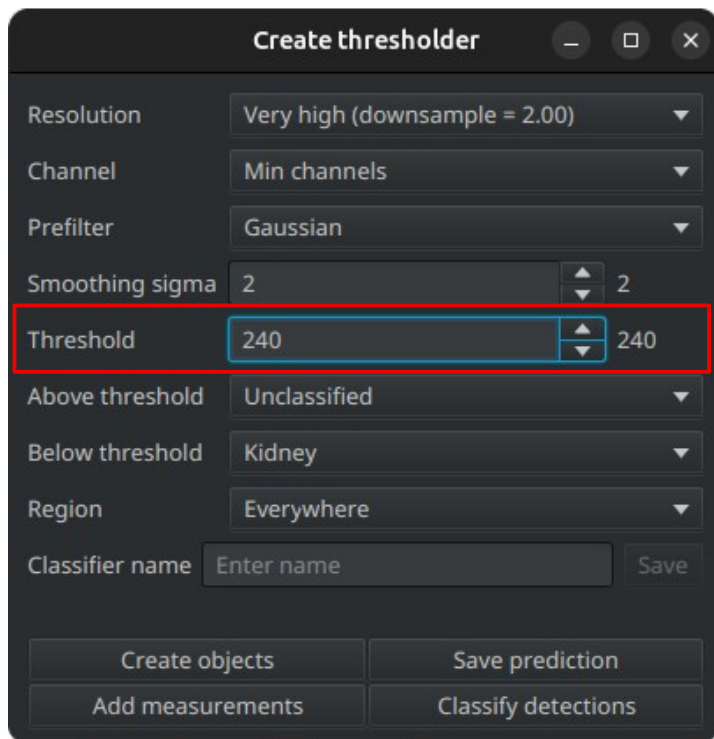 Create thresholder
Resolution Very high (downsample = 2.00)
Channel Min channels
Prefilter Gaussian
Smoothing sigma 2 2
Threshold 240 240
Above threshold Unclassified
Below threshold Kidney
Region Everywhere
Classifier name Enter name Save
Create objects Save prediction
Add measurements Classify detections